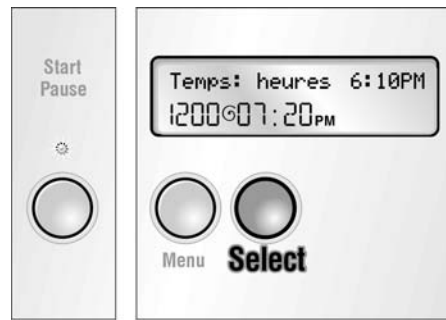 Start
Pause
Temps: heures 6:10PM
1200 07:20PM
Menu
Select